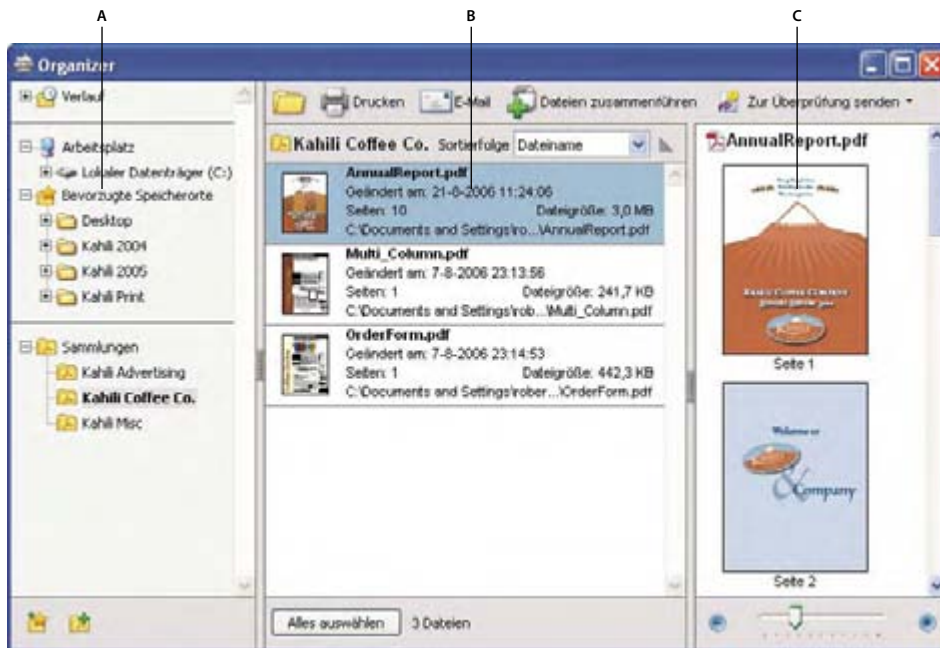 A B C
Organizer
Verlauf
Arbeitsplatz
Lokaler Datenträger (C:)
Bevorzugte Speicherorte
Desktop
Kahili 2004
Kahili 2005
Kahili Print
Sammlungen
Kahili Advertising
Kahili Coffee Co.
Kahili Misc
Drucken E-Mail Dateien zusammenführen Zur Überprüfung senden
Kahili Coffee Co. Sortierfolge Dateiname
AnnualReport.pdf
Geändert am: 21-8-2006 11:24:06
Seiten: 10 Dateigröße: 3,0 MB
C:\Documents and Settings\ro...\AnnualReport.pdf
Multi_Column.pdf
Geändert am: 7-8-2006 23:13:56
Seiten: 1 Dateigröße: 241,7 KB
C:\Documents and Settings\rob...\Multi_Column.pdf
OrderForm.pdf
Geändert am: 7-8-2006 23:14:53
Seiten: 1 Dateigröße: 442,3 KB
C:\Documents and Settings\rober...\OrderForm.pdf
Alles auswählen 3 Dateien
AnnualReport.pdf
KAHILI COFFEE COMPANY
Seite 1
Welcome to
& Company
Seite 2